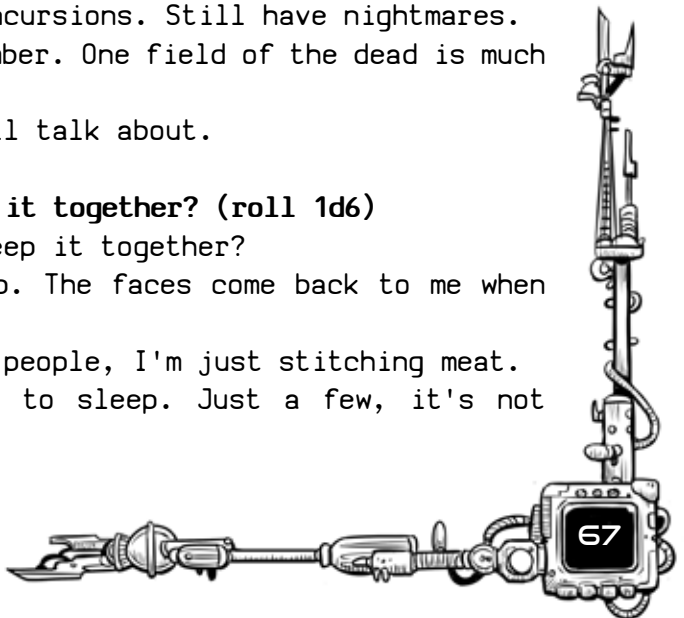 ncursions. Still have nightmares.
mber. One field of the dead is much
ll talk about.
it together? (roll 1d6)
eep it together?
o. The faces come back to me when
people, I'm just stitching meat.
to sleep. Just a few, it's not
67